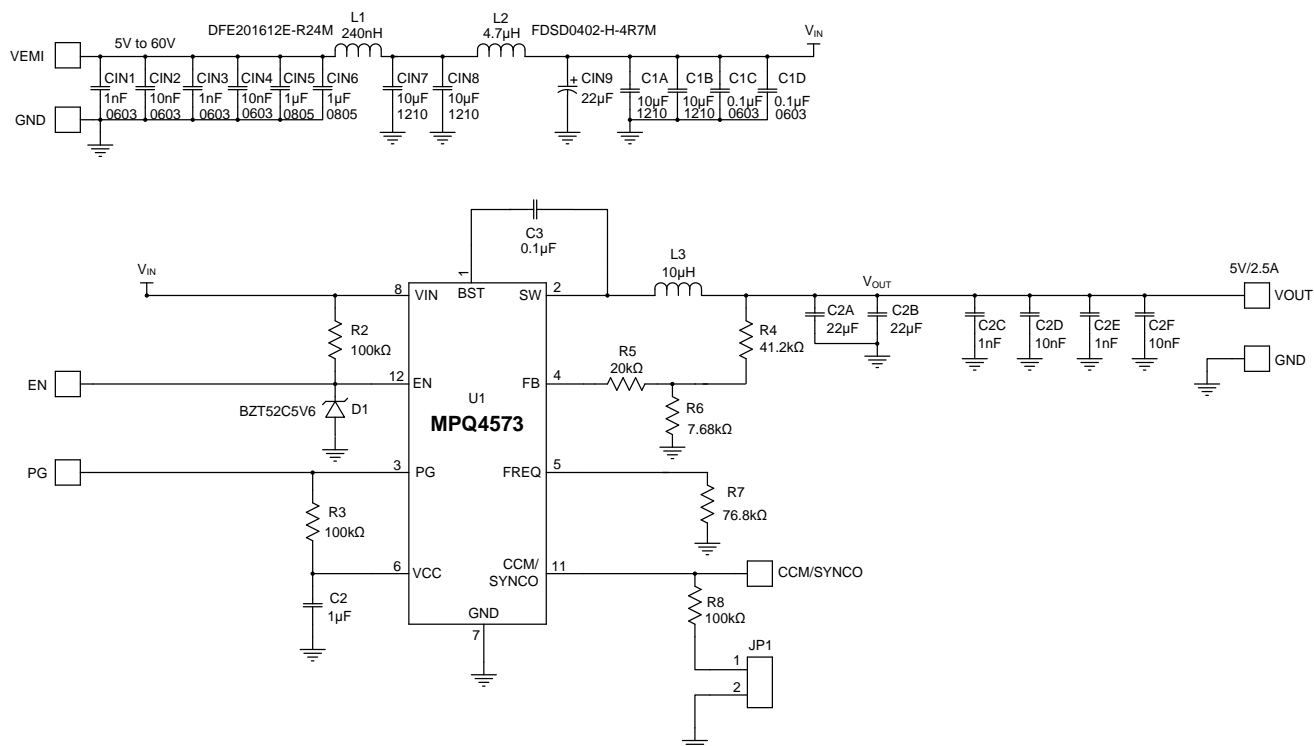 DFE201612E-R24M
L1
240nH
L2
4.7µH
FDSD0402-H-4R7M
VIN
VEMI
5V to 60V
CIN1
1nF
0603
CIN2
10nF
0603
CIN3
1nF
0603
CIN4
10nF
0603
CIN5
1µF
0805
CIN6
1µF
0805
CIN7
10µF
1210
CIN8
10µF
1210
+
CIN9
22µF
C1A
10µF
1210
C1B
10µF
1210
C1C
0.1µF
0603
C1D
0.1µF
0603
GND
C3
0.1µF
VIN
8
VIN
1
BST
SW
2
L3
10µH
VOUT
5V/2.5A
VOUT
R2
100kΩ
R4
41.2kΩ
C2A
22µF
C2B
22µF
C2C
1nF
C2D
10nF
C2E
1nF
C2F
10nF
GND
EN
12
EN
BZT52C5V6
D1
U1
MPQ4573
FB
4
R5
20kΩ
R6
7.68kΩ
PG
3
PG
FREQ
5
R7
76.8kΩ
R3
100kΩ
6
VCC
C2
1µF
CCM/
SYNCO
11
CCM/SYNCO
R8
100kΩ
GND
7
JP1
1
2